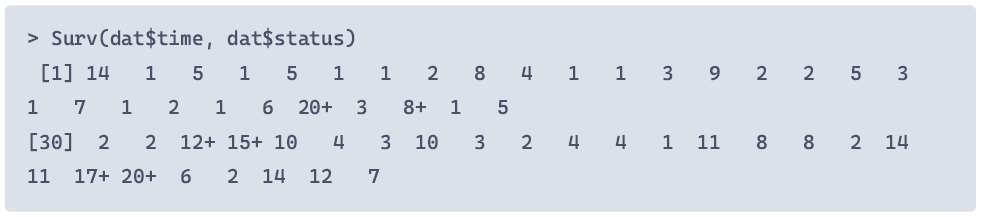 > Surv(dat$time, dat$status)
[1] 14 1 5 1 5 1 1 2 8 4 1 1 3 9 2 2 5 3
1 7 1 2 1 6 20+ 3 8+ 1 5
[30] 2 2 12+ 15+ 10 4 3 10 3 2 4 4 1 11 8 8 2 14
11 17+ 20+ 6 2 14 12 7